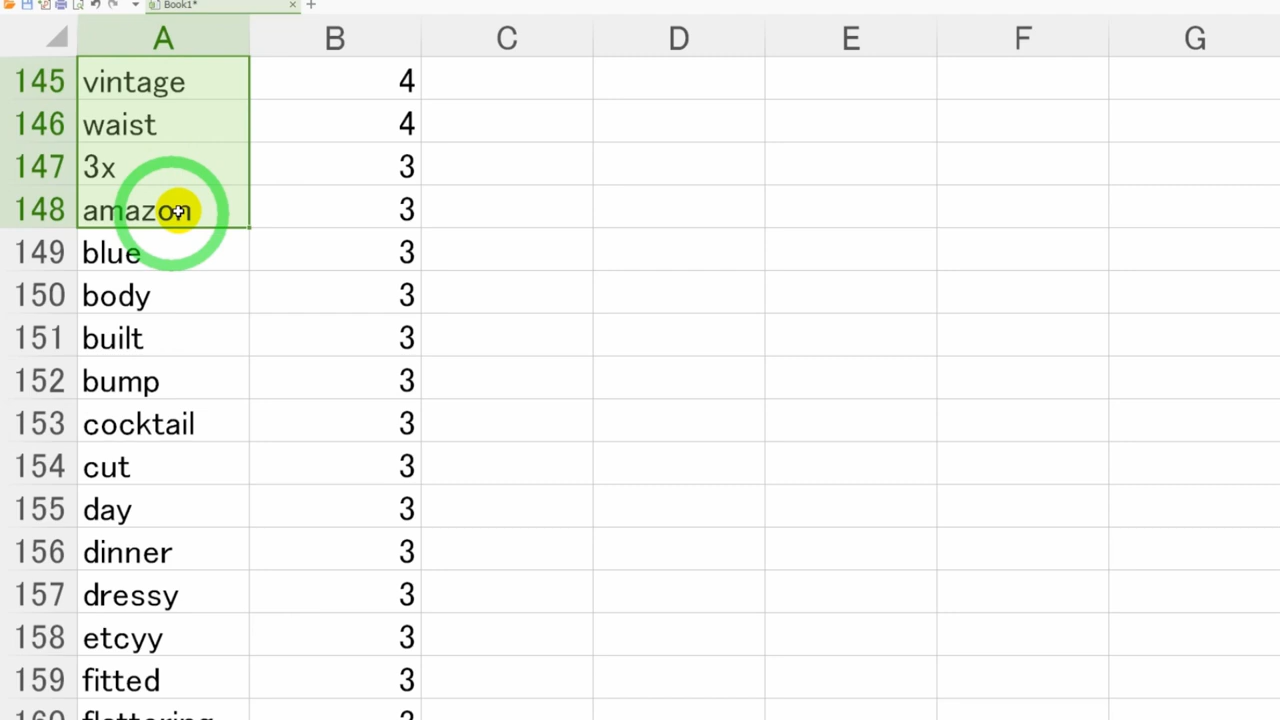 Book1*
A B C D E F G
145 vintage 4
146 waist 4
147 3x 3
148 amazon 3
149 blue 3
150 body 3
151 built 3
152 bump 3
153 cocktail 3
154 cut 3
155 day 3
156 dinner 3
157 dressy 3
158 etcyy 3
159 fitted 3